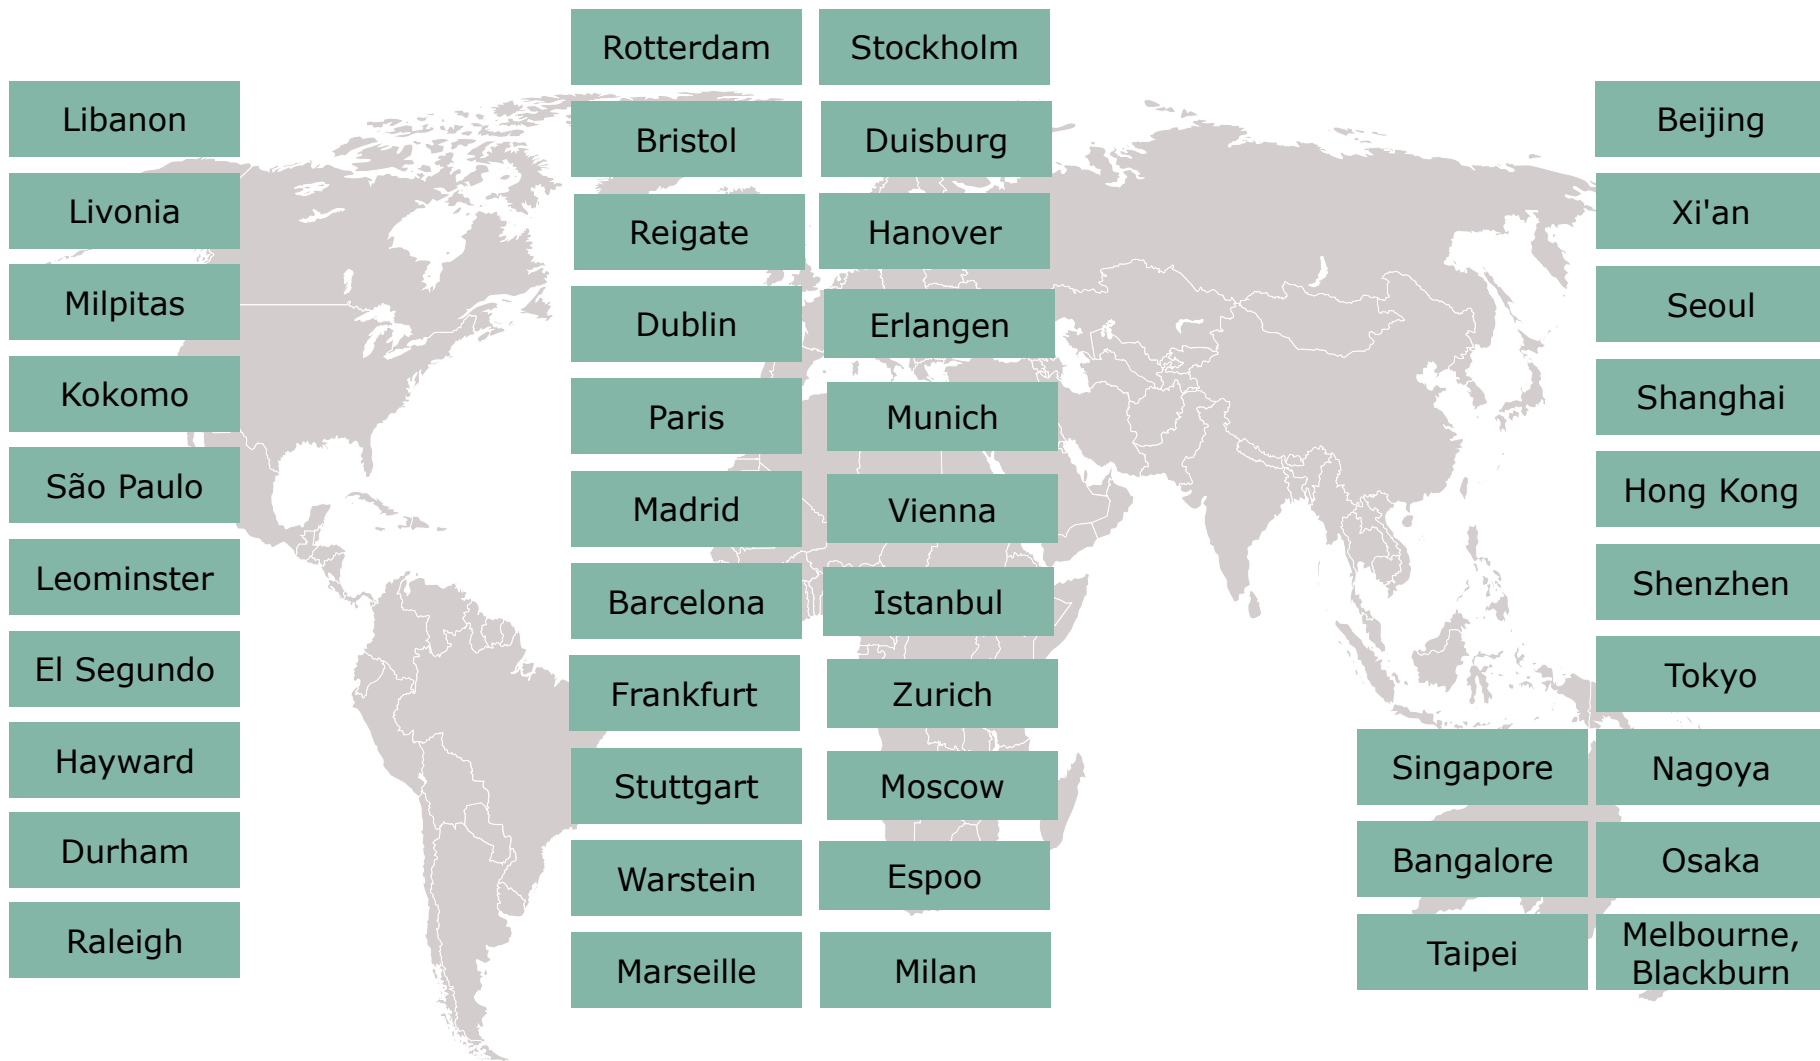 Libanon
Livonia
Milpitas
Kokomo
São Paulo
Leominster
El Segundo
Hayward
Durham
Raleigh
Rotterdam
Bristol
Reigate
Dublin
Paris
Madrid
Barcelona
Frankfurt
Stuttgart
Warstein
Marseille
Stockholm
Duisburg
Hanover
Erlangen
Munich
Vienna
Istanbul
Zurich
Moscow
Espoo
Milan
Singapore
Bangalore
Taipei
Beijing
Xi'an
Seoul
Shanghai
Hong Kong
Shenzhen
Tokyo
Nagoya
Osaka
Melbourne,
Blackburn